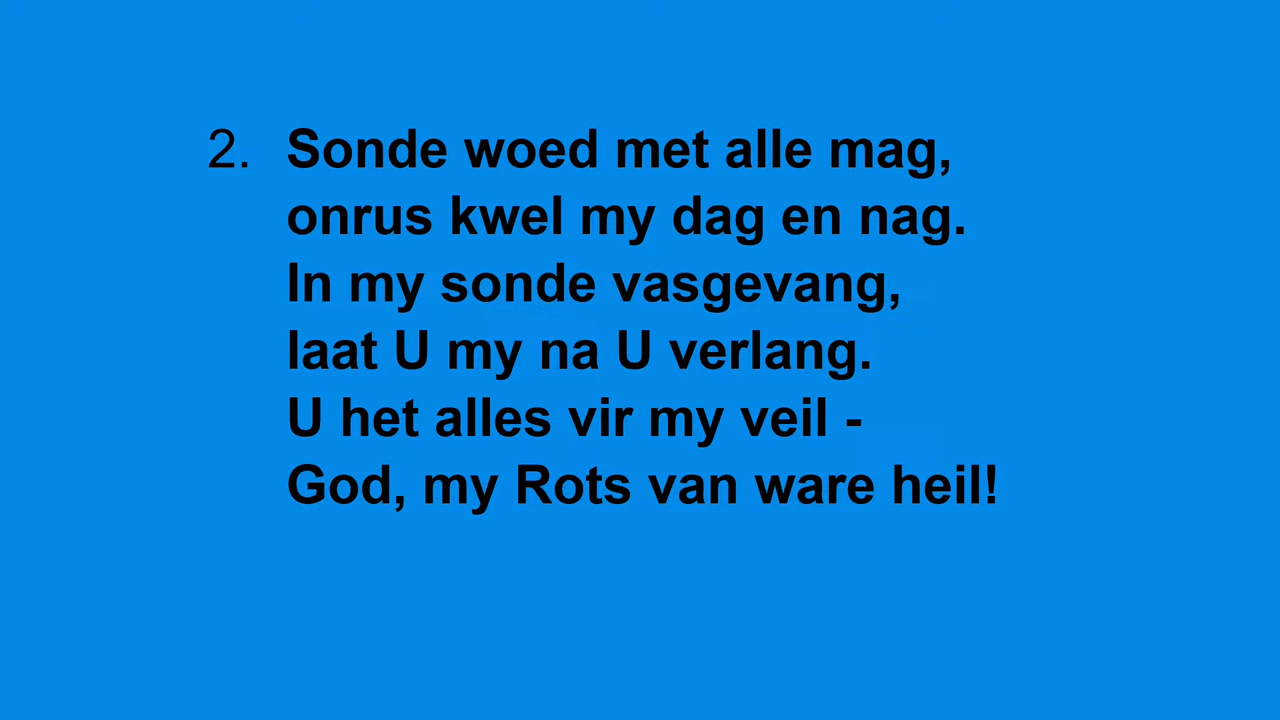 2. Sonde woed met alle mag,
onrus kwel my dag en nag.
In my sonde vasgevang,
laat U my na U verlang.
U het alles vir my veil -
God, my Rots van ware heil!